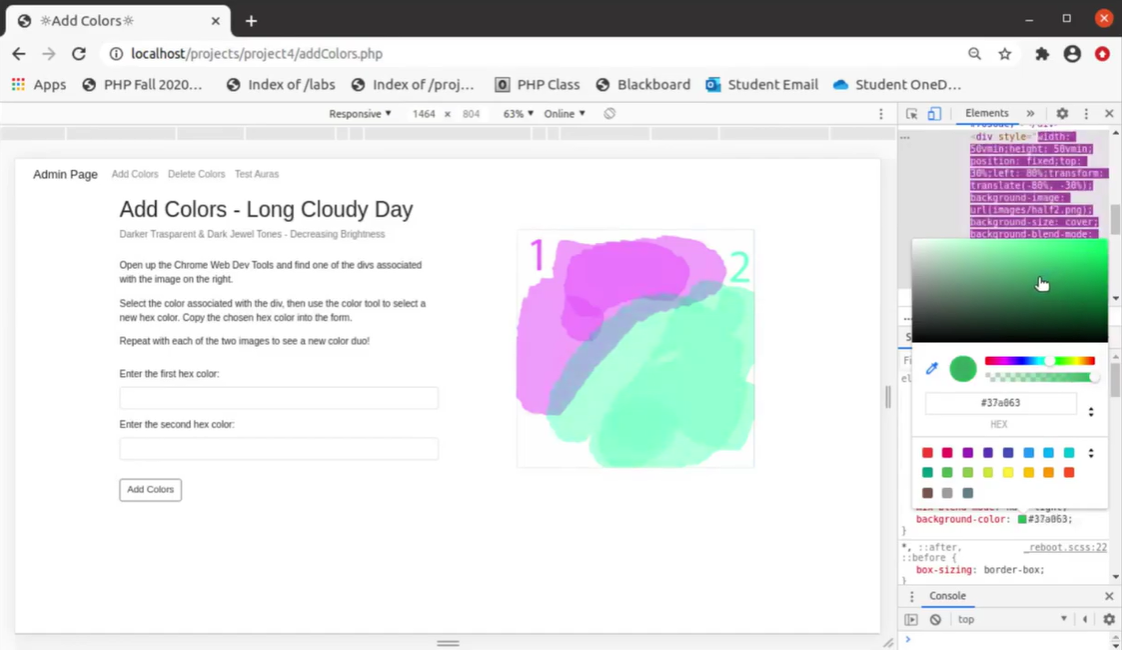 ☼Add Colors☼
localhost/projects/project4/addColors.php
Apps PHP Fall 2020... Index of /labs Index of /proj... PHP Class Blackboard Student Email Student OneD...
Responsive 1464 × 804 63% Online
Elements »
<div style="width:
50vmin;height: 50vmin;
position: fixed;top:
30%;left: 80%;transform:
translate(-80%, -30%);
background-image:
url(images/half2.png);
background-size: cover;
background-blend-mode:
Admin Page Add Colors Delete Colors Test Auras
Add Colors - Long Cloudy Day
Darker Trasparent & Dark Jewel Tones - Decreasing Brightness
Open up the Chrome Web Dev Tools and find one of the divs associated
with the image on the right.
Select the color associated with the div, then use the color tool to select a
new hex color. Copy the chosen hex color into the form.
Repeat with each of the two images to see a new color duo!
Enter the first hex color:
Enter the second hex color:
Add Colors
1
2
#37a063
HEX
background-color: #37a063;
}
*, ::after,
_reboot.scss:22
::before {
box-sizing: border-box;
}
Console
top